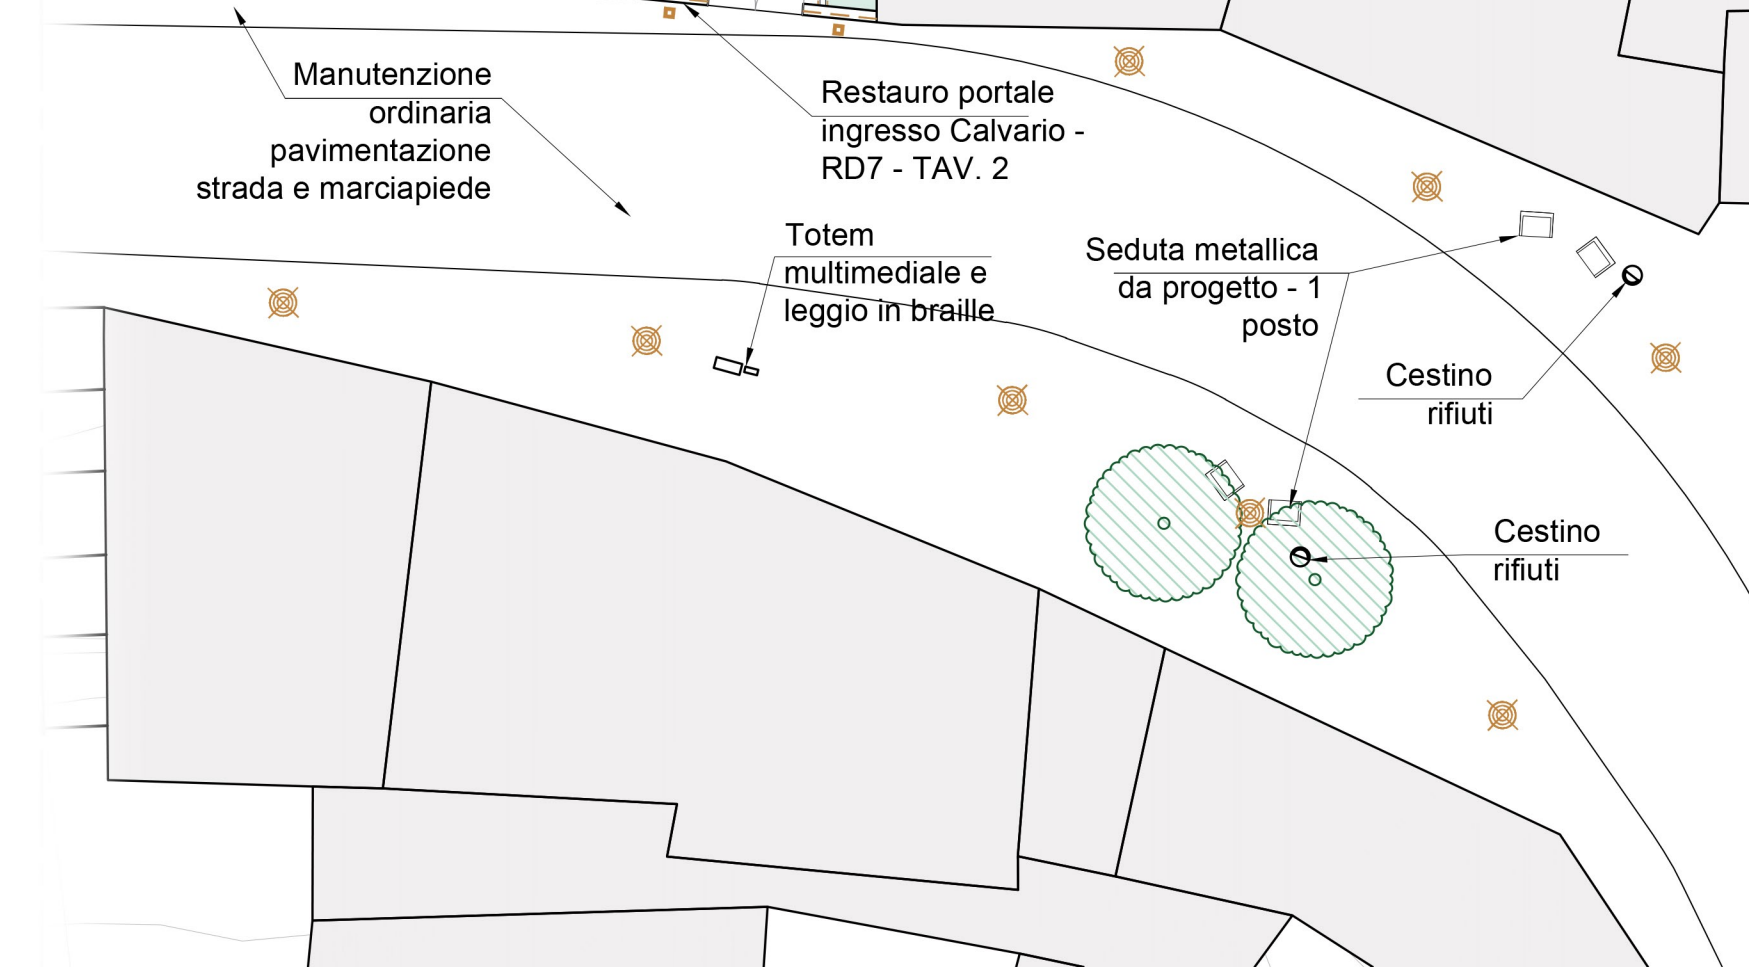 Manutenzione
ordinaria
pavimentazione
strada e marciapiede
Restauro portale
ingresso Calvario -
RD7 - TAV. 2
Totem
multimediale e
leggio in braille
Seduta metallica
da progetto - 1
posto
Cestino
rifiuti
Cestino
rifiuti